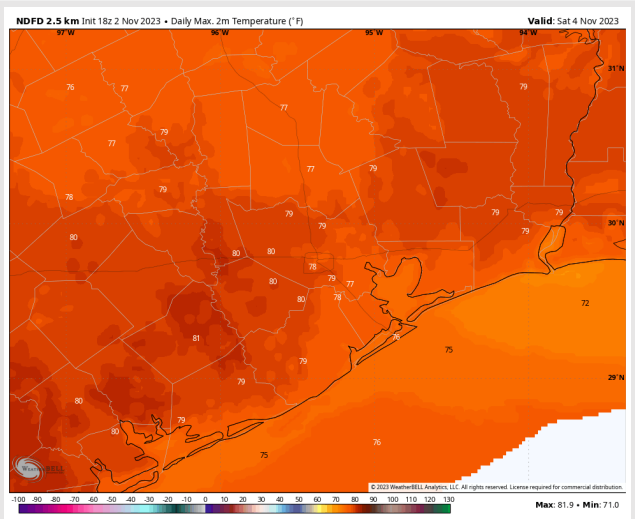 NDFD 2.5 km Init 18z 2 Nov 2023 • Daily Max. 2m Temperature (°F)
Valid: Sat 4 Nov 2023
97°W 96°W 95°W 94°W
31°N
76 77 79
77
79
77
77 79
79
78
79 79 79
79
79
30°N
80
80 80
78
79
77
80
80 78
72
81
76
75
79
29°N
79
80
79
80
76
75
WEATHERBELL
© 2023 WeatherBELL Analytics, LLC. All rights reserved. License required for commercial distribution.
-100 -90 -80 -70 -60 -50 -40 -30 -20 -10 0 10 20 30 40 50 60 70 80 90 100 110 120 130
Max: 81.9 • Min: 71.0